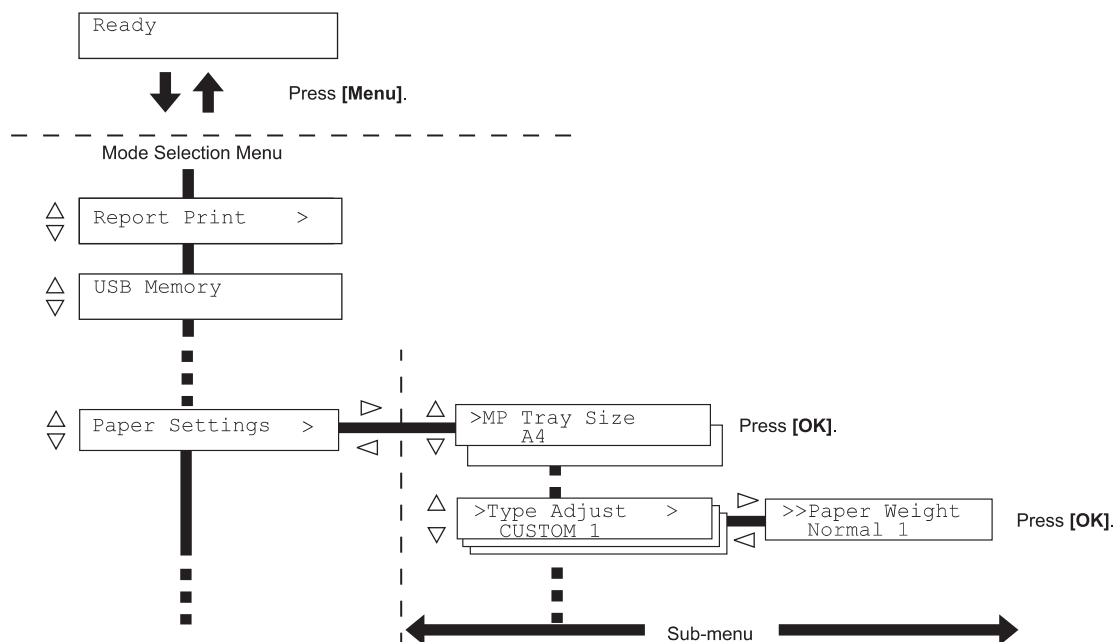 Ready
Press [Menu].
Mode Selection Menu
Report Print >
USB Memory
Paper Settings >
>MP Tray Size
A4
Press [OK].
>Type Adjust >
CUSTOM 1
>>Paper Weight
Normal 1
Press [OK].
Sub-menu